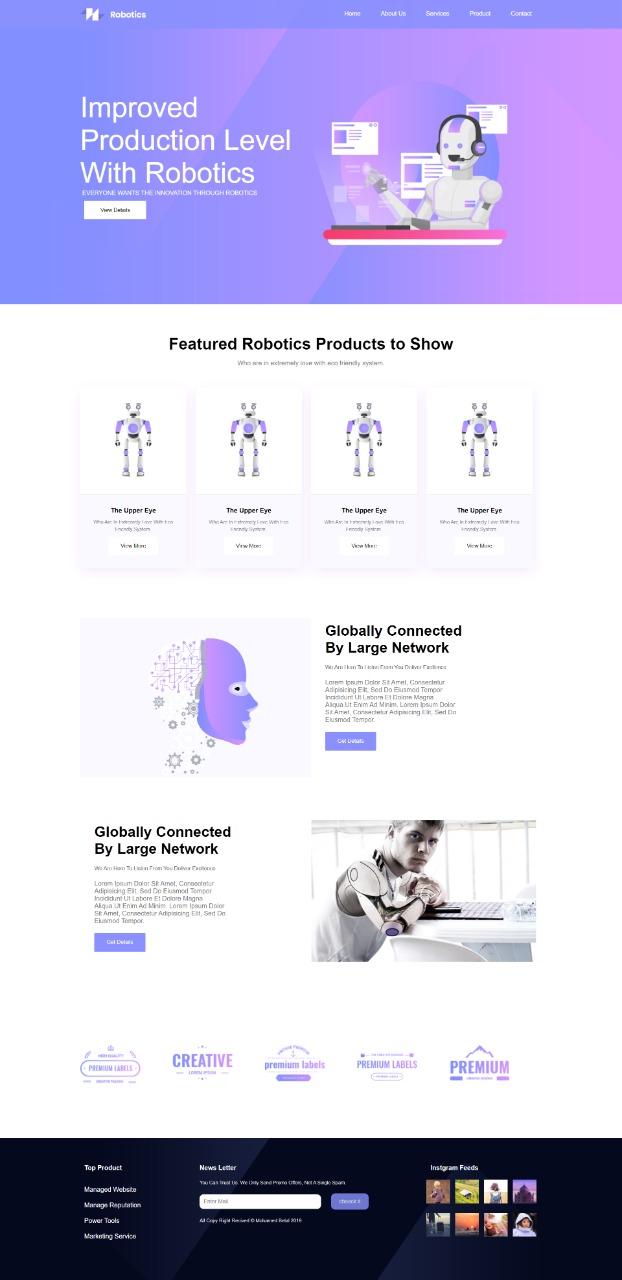 Robotics
Home About Us Services Product Contact
Improved
Production Level
With Robotics
EVERYONE WANTS THE INNOVATION THROUGH ROBOTICS
View Details
Featured Robotics Products to Show
Who are in extremely love with eco friendly system.
The Upper Eye
Who Are In Extremely Love With Eco
Friendly System.
View More
The Upper Eye
Who Are In Extremely Love With Eco
Friendly System.
View More
The Upper Eye
Who Are In Extremely Love With Eco
Friendly System.
View More
The Upper Eye
Who Are In Extremely Love With Eco
Friendly System.
View More
Globally Connected
By Large Network
We Are Here To Listen From You Deliver Exellence
Lorem Ipsum Dolor Sit Amet, Consectetur
Adipisicing Elit, Sed Do Eiusmod Tempor
Incididunt Ut Labore Et Dolore Magna
Aliqua.Ut Enim Ad Minim. Lorem Ipsum Dolor
Sit Amet, Consectetur Adipisicing Elit, Sed Do
Eiusmod Tempor.
Get Details
Globally Connected
By Large Network
We Are Here To Listen From You Deliver Exellence
Lorem Ipsum Dolor Sit Amet, Consectetur
Adipisicing Elit, Sed Do Eiusmod Tempor
Incididunt Ut Labore Et Dolore Magna
Aliqua.Ut Enim Ad Minim. Lorem Ipsum Dolor
Sit Amet, Consectetur Adipisicing Elit, Sed Do
Eiusmod Tempor.
Get Details
HIGH QUALITY
PREMIUM LABELS
CREATIVE
LOREM IPSUM
premium labels
PREMIUM LABELS
PREMIUM
Top Product
Managed Website
Manage Reputation
Power Tools
Marketing Service
News Letter
You Can Trust Us. We Only Send Promo Offers, Not A Single Spam.
Enter Mail
All Copy Right Recived © Mohamed Betal 2019
Instgram Feeds